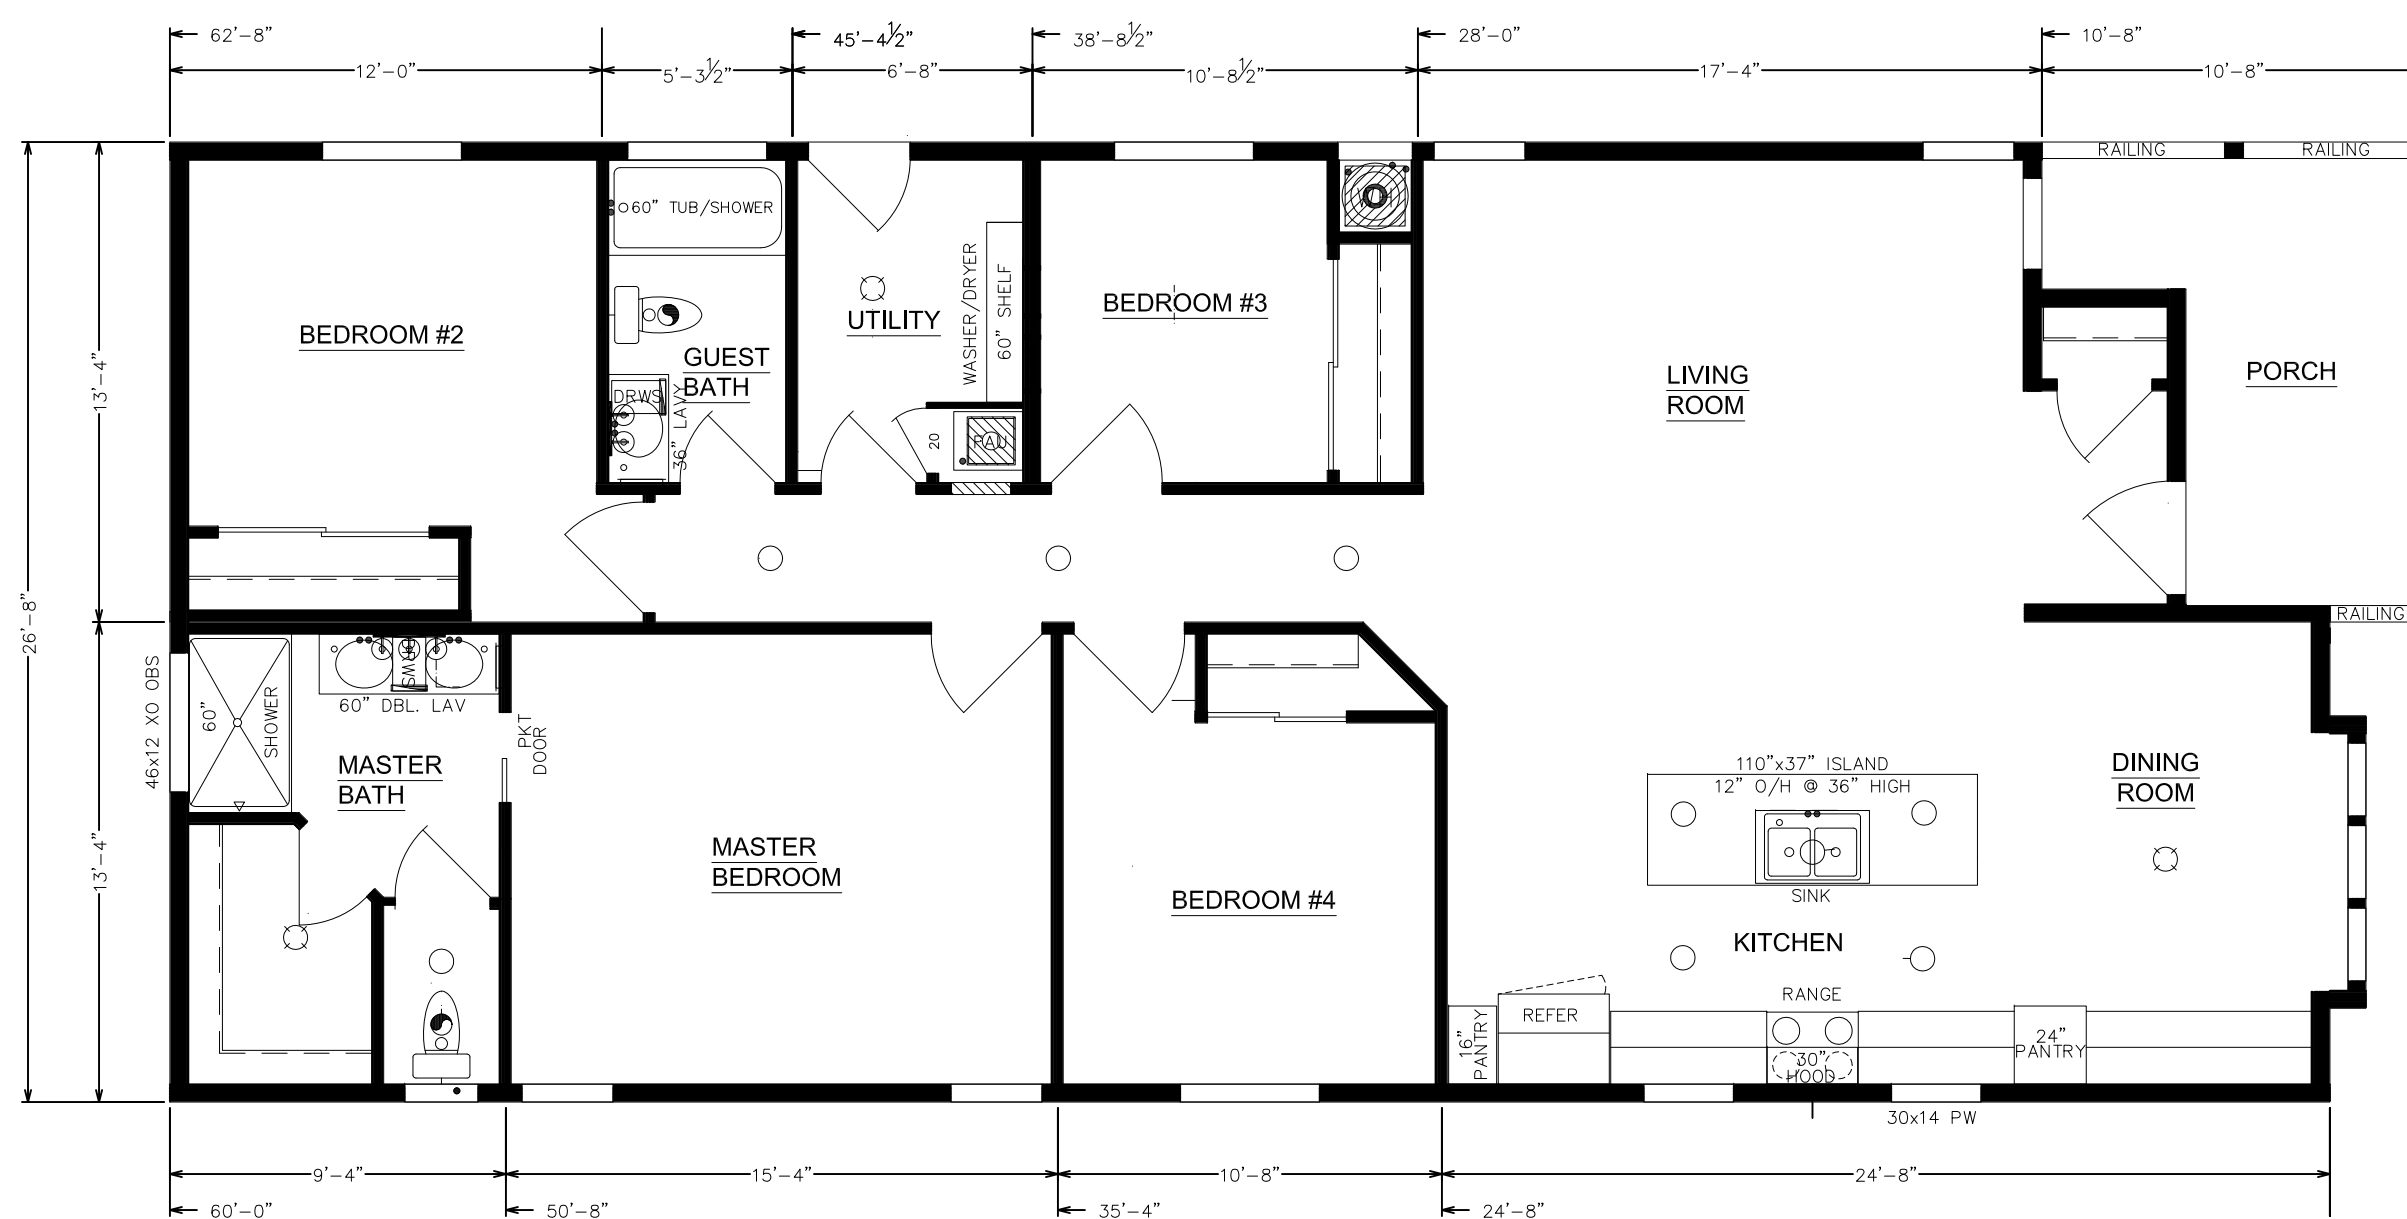 62'-8"
45'-4½"
38'-8½"
28'-0"
10'-8"
12'-0"
5'-3½"
6'-8"
10'-8½"
17'-4"
10'-8"
RAILING
RAILING
60" TUB/SHOWER
WASHER/DRYER
60" SHELF
BEDROOM #2
GUEST
BATH
UTILITY
BEDROOM #3
LIVING
ROOM
PORCH
DRWS
36" LAVY
20
FAU
13'-4"
26'-8"
RAILING
46x12 XO OBS
60"
SHOWER
DRWS
60" DBL. LAV
PKT
DOOR
MASTER
BATH
110"x37" ISLAND
12" O/H @ 36" HIGH
DINING
ROOM
SINK
MASTER
BEDROOM
BEDROOM #4
KITCHEN
13'-4"
RANGE
REFER
16"
PANTRY
30"
HOOD
24"
PANTRY
30x14 PW
9'-4"
15'-4"
10'-8"
24'-8"
60'-0"
50'-8"
35'-4"
24'-8"